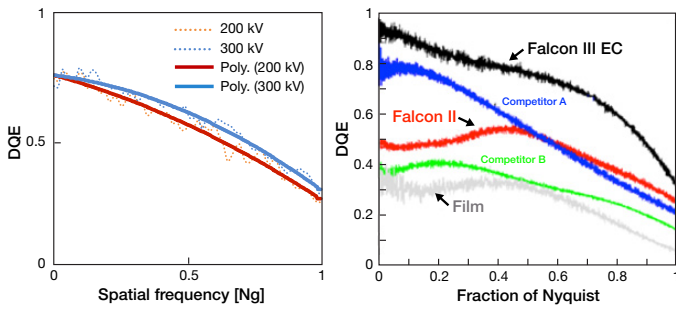 1
200 kV
300 kV
Poly. (200 kV)
Poly. (300 kV)
DQE
0.5
0
0
0.5
1
Spatial frequency [Ng]
1
0.8
0.6
0.4
0.2
0
DQE
Falcon III EC
Competitor A
Falcon II
Competitor B
Film
0
0.2
0.4
0.6
0.8
1
Fraction of Nyquist